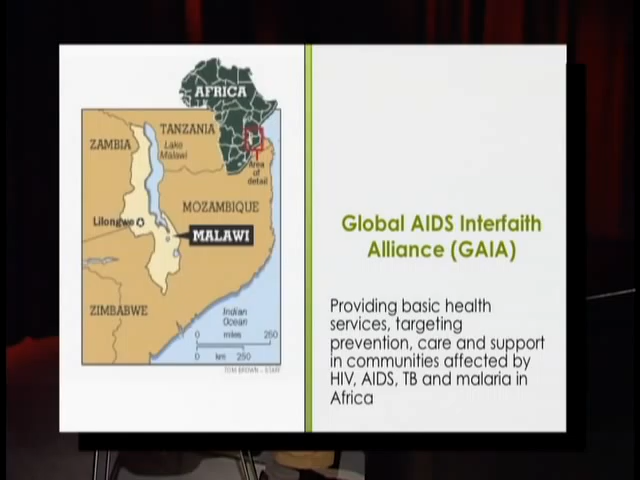 AFRICA
TANZANIA
ZAMBIA
Lake
Malawi
Area
of
detail
MOZAMBIQUE
Lilongwe
MALAWI
ZIMBABWE
Indian
Ocean
0 miles 250
0 km 250
TOM BROWN – STAFF
Global AIDS Interfaith
Alliance (GAIA)
Providing basic health
services, targeting
prevention, care and support
in communities affected by
HIV, AIDS, TB and malaria in
Africa